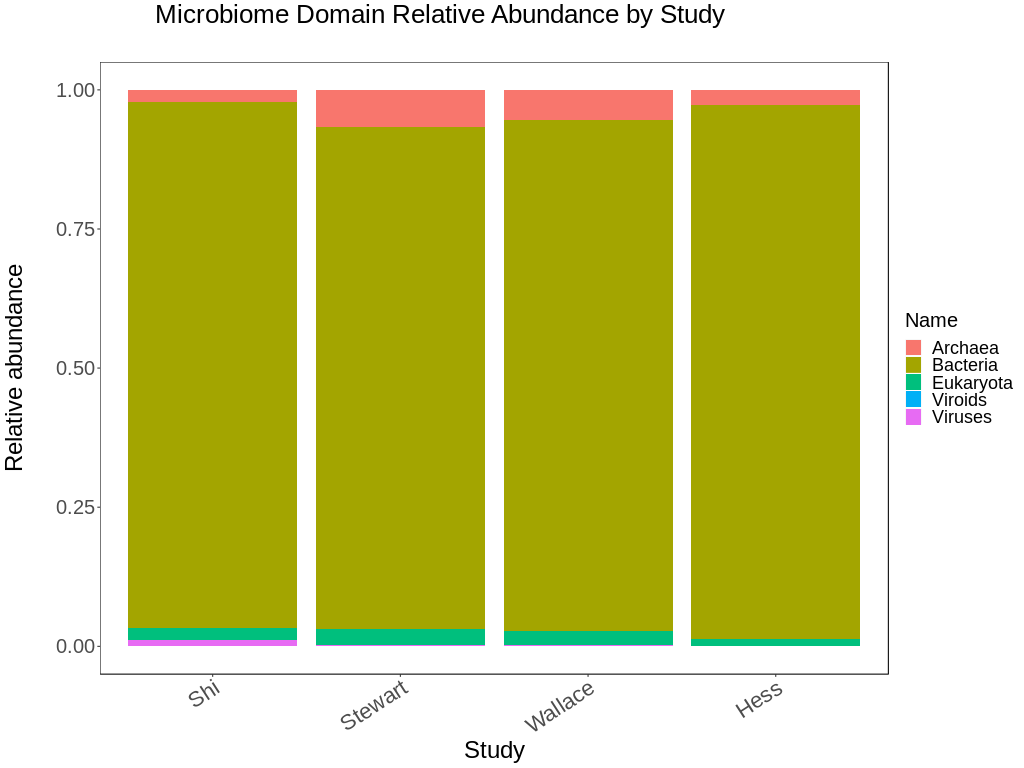 Microbiome Domain Relative Abundance by Study
Relative abundance
1.00
0.75
0.50
0.25
0.00
Shi
Stewart
Wallace
Hess
Study
Name
Archaea
Bacteria
Eukaryota
Viroids
Viruses